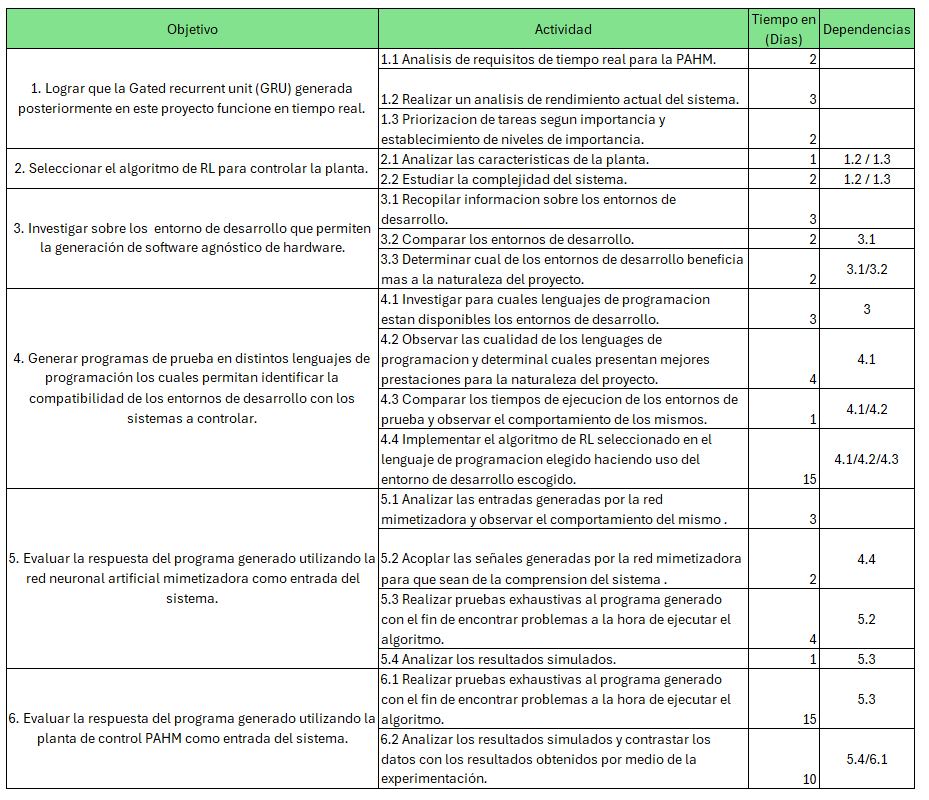 Objetivo
Actividad
Tiempo en
(Dias)
Dependencias
1. Lograr que la Gated recurrent unit (GRU) generada
posteriormente en este proyecto funcione en tiempo real.
1.1 Analisis de requisitos de tiempo real para la PAHM.
2
1.2 Realizar un analisis de rendimiento actual del sistema.
3
1.3 Priorizacion de tareas segun importancia y
establecimiento de niveles de importancia.
2
2. Seleccionar el algoritmo de RL para controlar la planta.
2.1 Analizar las caracteristicas de la planta.
1
1.2 / 1.3
2.2 Estudiar la complejidad del sistema.
2
1.2 / 1.3
3. Investigar sobre los  entorno de desarrollo que permiten
la generación de software agnóstico de hardware.
3.1 Recopilar informacion sobre los entornos de
desarrollo.
3
3.2 Comparar los entornos de desarrollo.
2
3.1
3.3 Determinar cual de los entornos de desarrollo beneficia
mas a la naturaleza del proyecto.
2
3.1/3.2
4. Generar programas de prueba en distintos lenguajes de
programación los cuales permitan identificar la
compatibilidad de los entornos de desarrollo con los
sistemas a controlar.
4.1 Investigar para cuales lenguajes de programacion
estan disponibles los entornos de desarrollo.
3
3
4.2 Observar las cualidad de los lenguages de
programacion y determinal cuales presentan mejores
prestaciones para la naturaleza del proyecto.
4
4.1
4.3 Comparar los tiempos de ejecucion de los entornos de
prueba y observar el comportamiento de los mismos.
1
4.1/4.2
4.4 Implementar el algoritmo de RL seleccionado en el
lenguaje de programacion elegido haciendo uso del
entorno de desarrollo escogido.
15
4.1/4.2/4.3
5. Evaluar la respuesta del programa generado utilizando la
red neuronal artificial mimetizadora como entrada del
sistema.
5.1 Analizar las entradas generadas por la red
mimetizadora y observar el comportamiento del mismo .
3
5.2 Acoplar las señales generadas por la red mimetizadora
para que sean de la comprension del sistema .
2
4.4
5.3 Realizar pruebas exhaustivas al programa generado
con el fin de encontrar problemas a la hora de ejecutar el
algoritmo.
4
5.2
5.4 Analizar los resultados simulados.
1
5.3
6. Evaluar la respuesta del programa generado utilizando la
planta de control PAHM como entrada del sistema.
6.1 Realizar pruebas exhaustivas al programa generado
con el fin de encontrar problemas a la hora de ejecutar el
algoritmo.
15
5.3
6.2 Analizar los resultados simulados y contrastar los
datos con los resultados obtenidos por medio de la
experimentación.
10
5.4/6.1